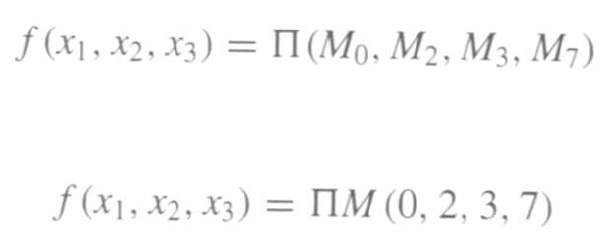 f(x₁, x₂, x₃) = Π(M₀, M₂, M₃, M₇)
f(x₁, x₂, x₃) = ΠM(0, 2, 3, 7)